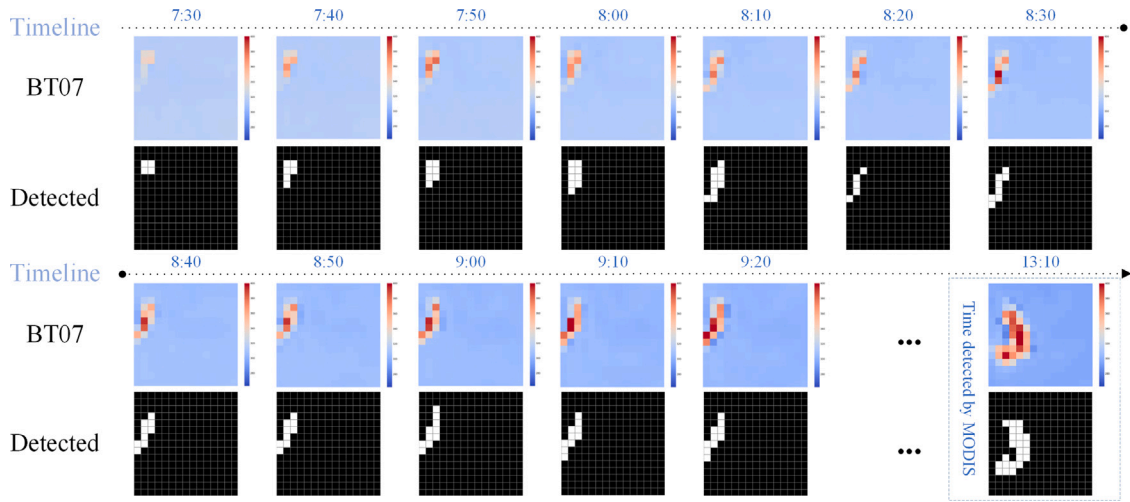 Timeline 7:30 7:40 7:50 8:00 8:10 8:20 8:30
BT07
Detected
Timeline 8:40 8:50 9:00 9:10 9:20 ... 13:10
BT07 ...
Detected ...
Time detected by MODIS